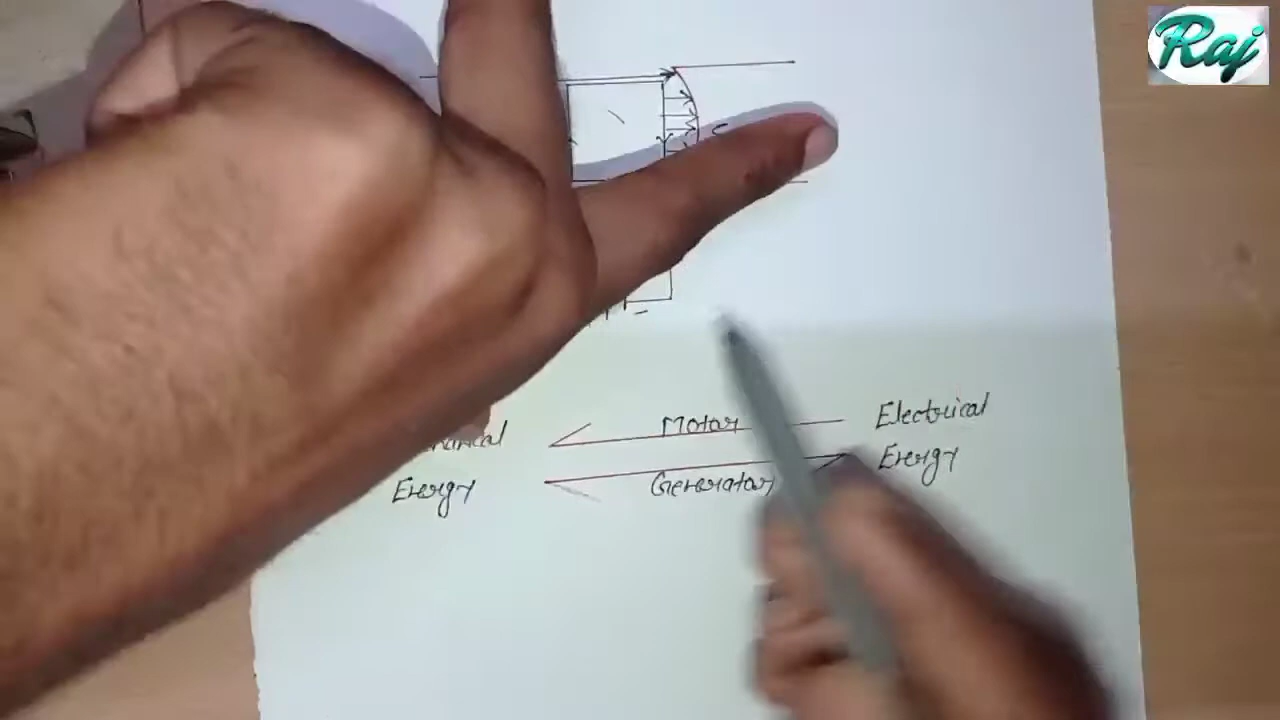 Raj
S
Motor
Electrical
Energy
Energy
Generator